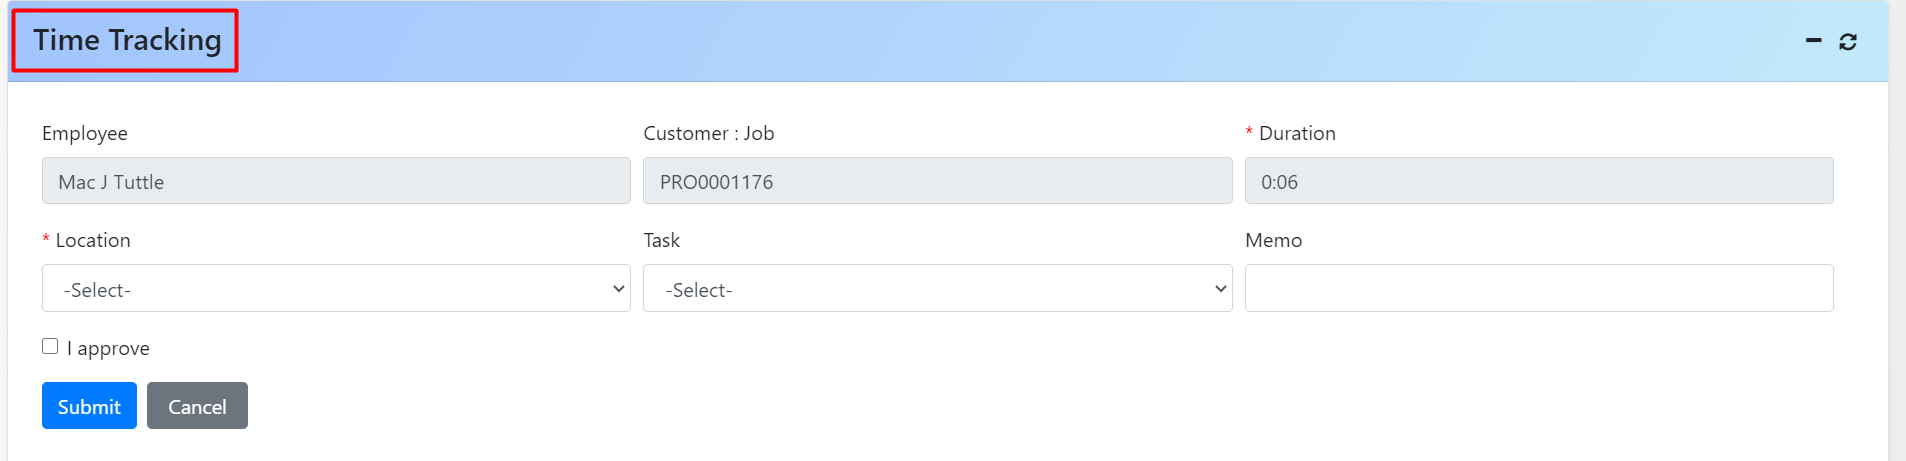 Time Tracking
Employee
Customer : Job
* Duration
Mac J Tuttle
PRO0001176
0:06
* Location
Task
Memo
-Select-
-Select-
I approve
Submit
Cancel